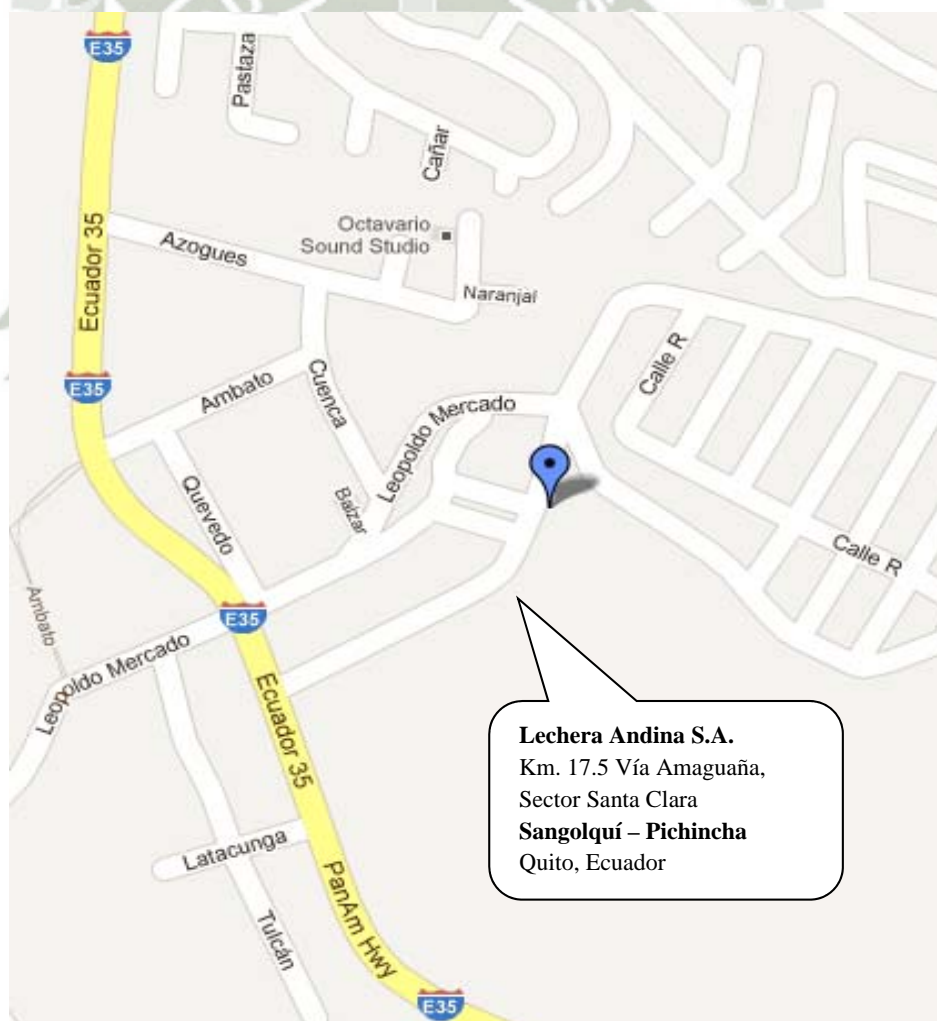 E35
Pastaza
Cañar
Ecuador 35
Octavario
Sound Studio
Azogues
Naranjal
Calle R
E35
Ambato
Cuenca
Leopoldo Mercado
Quevedo
Balzar
Calle R
Ambato
E35
Leopoldo Mercado
Ecuador 35
Lechera Andina S.A.
Km. 17.5 Vía Amaguaña,
Sector Santa Clara
Sangolquí – Pichincha
Quito, Ecuador
Latacunga
PanAm Hwy
Tulcán
E35